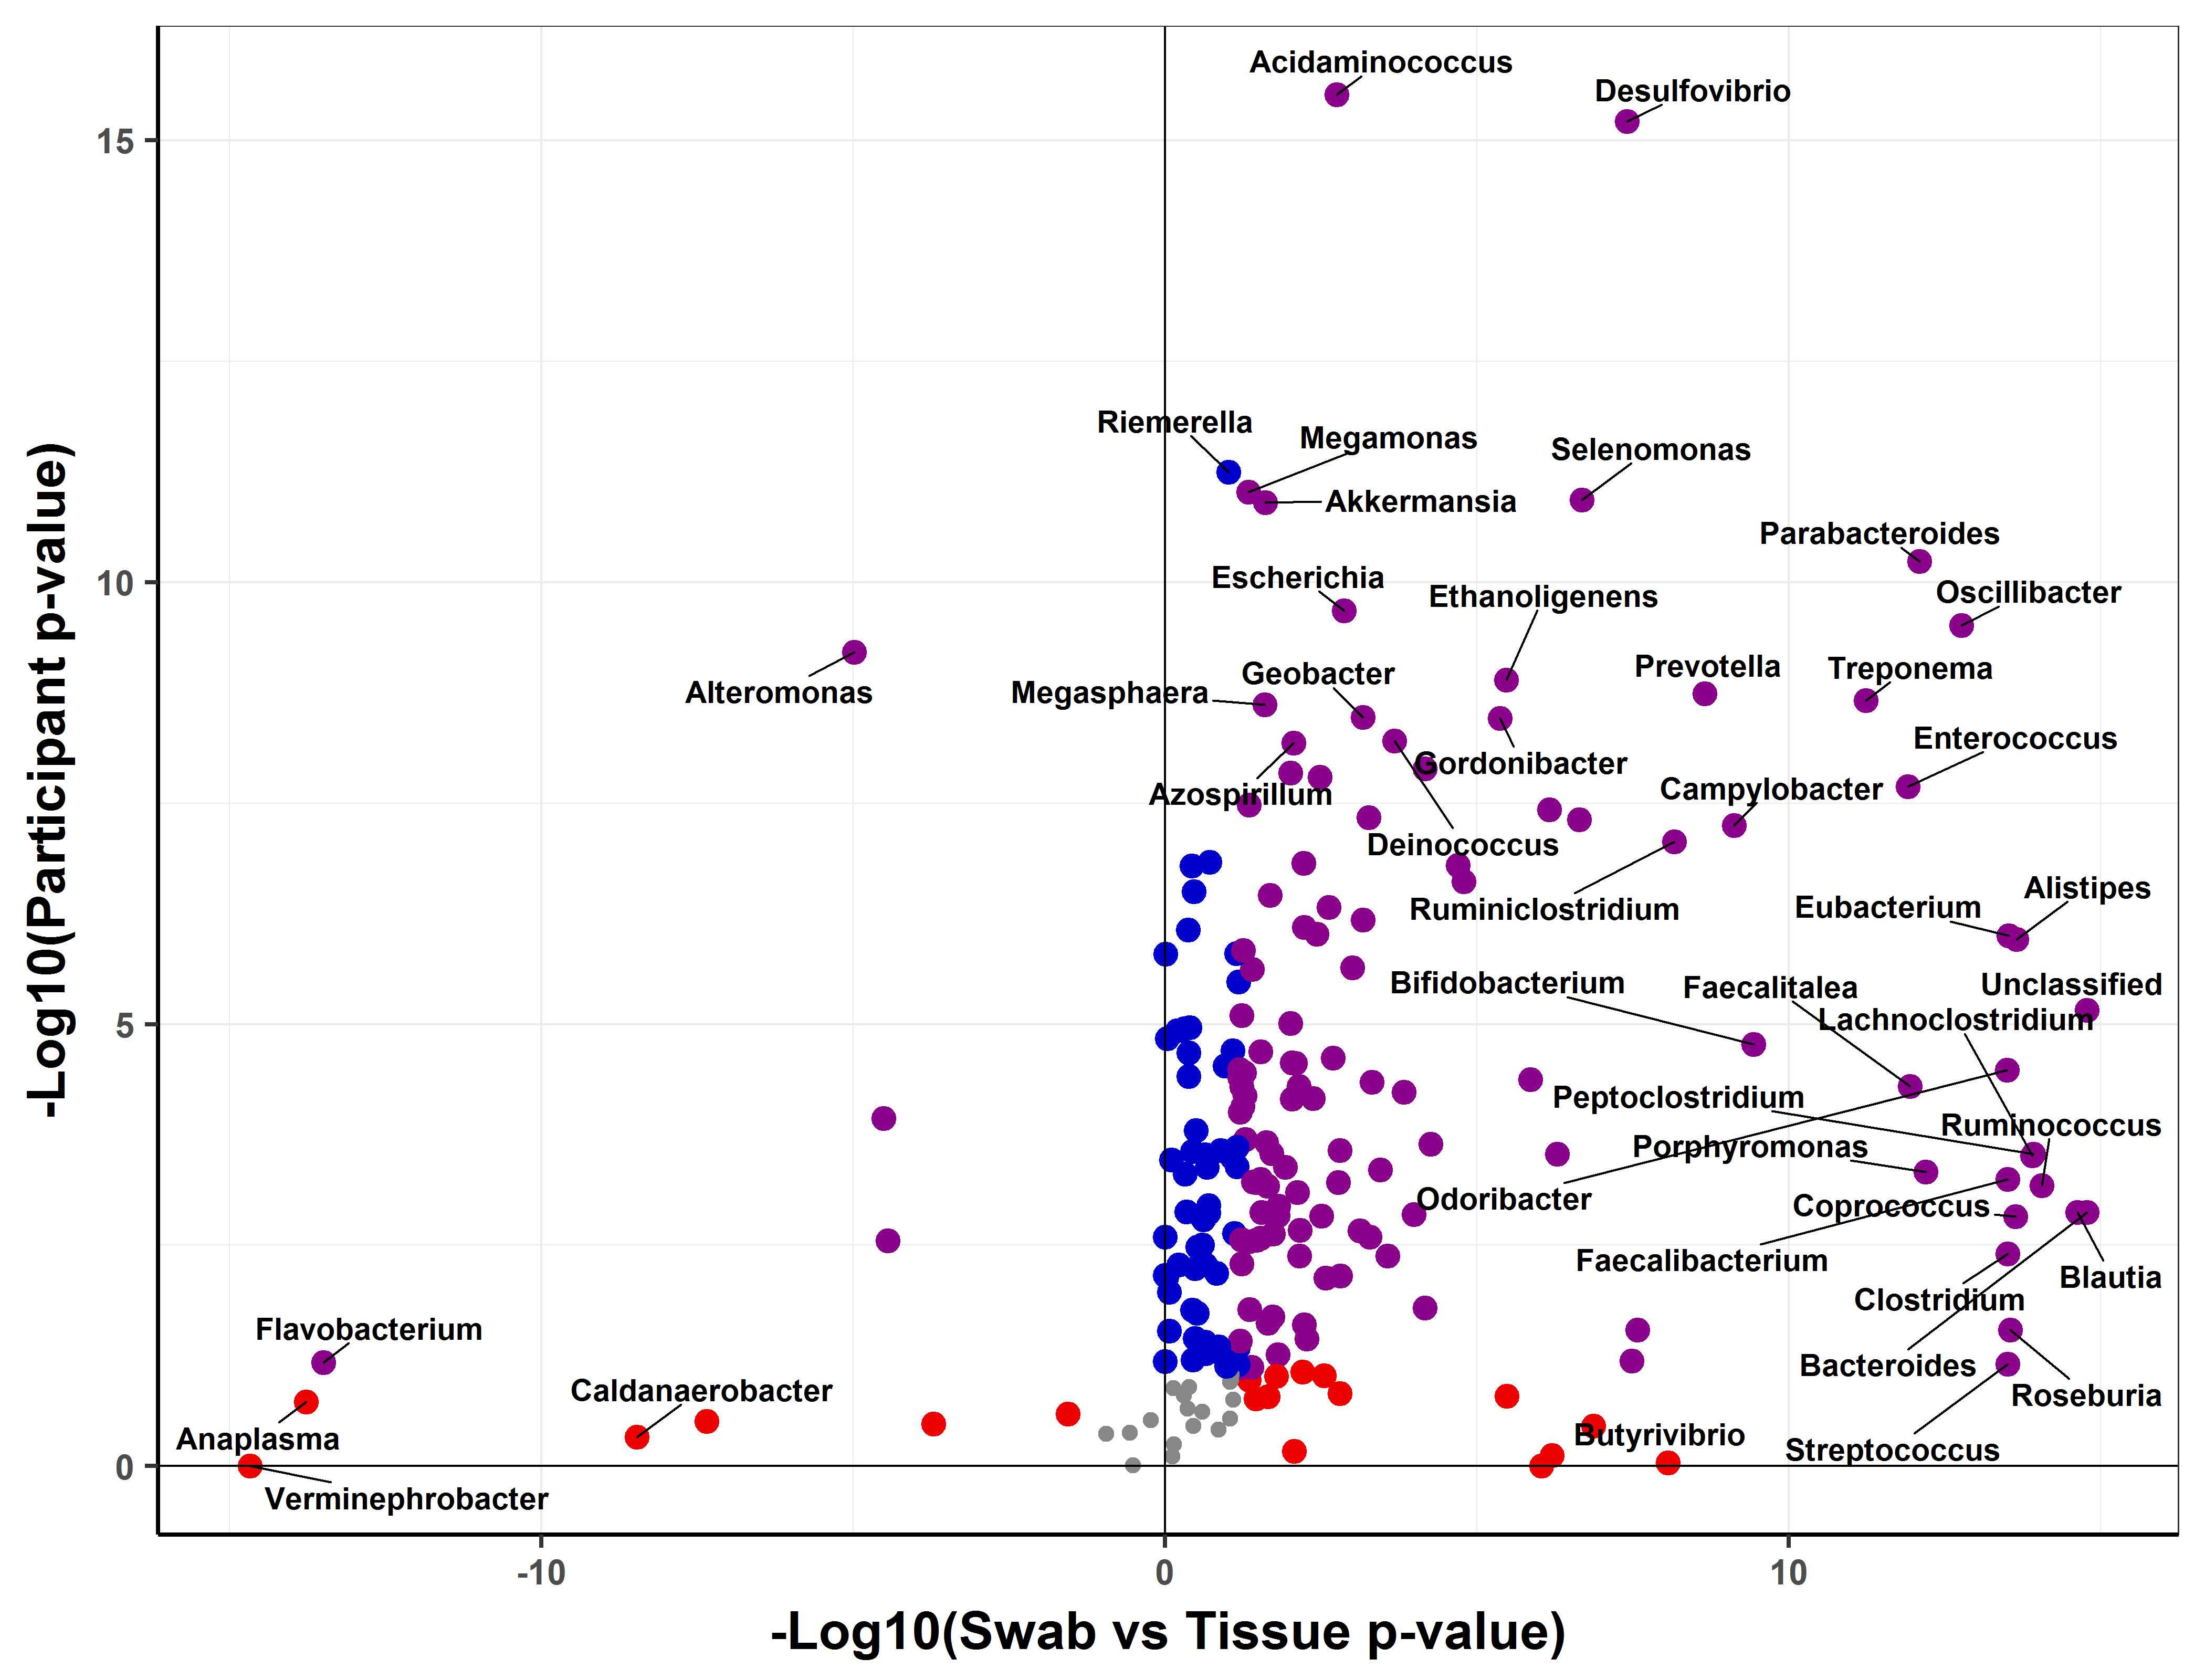 Acidaminococcus
Desulfovibrio
15
Riemerella
Megamonas
Selenomonas
Akkermansia
Parabacteroides
Escherichia
10
Ethanoligenens
Oscillibacter
Prevotella
Treponema
Geobacter
Alteromonas
Megasphaera
Enterococcus
Gordonibacter
Campylobacter
Azospirillum
Deinococcus
Alistipes
Eubacterium
Ruminiclostridium
Bifidobacterium
Faecalitalea
Unclassified
Lachnoclostridium
5
Peptoclostridium
Ruminococcus
Porphyromonas
Odoribacter
Coprococcus
Faecalibacterium
Blautia
Clostridium
Flavobacterium
Bacteroides
Caldanaerobacter
Roseburia
Anaplasma
Butyrivibrio
Streptococcus
0
Verminephrobacter
-10
0
10
-Log10(Swab vs Tissue p-value)
-Log10(Participant p-value)